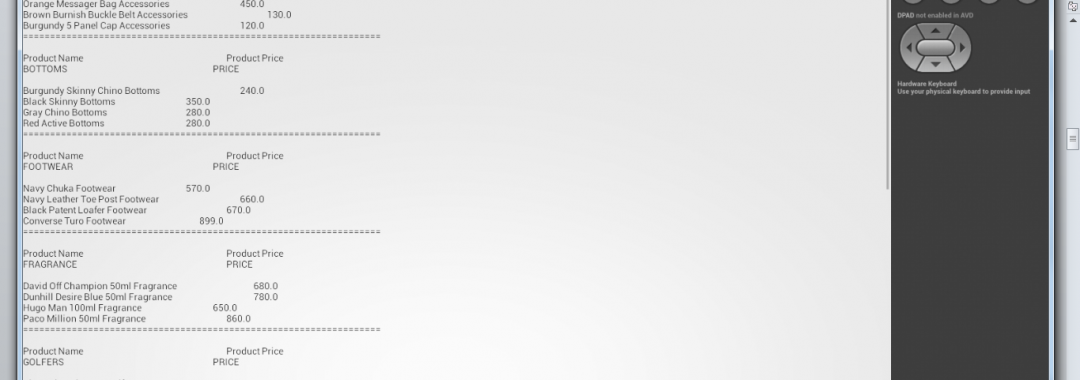 Orange Messager Bag Accessories 450.0
Brown Burnish Buckle Belt Accessories 130.0
Burgundy 5 Panel Cap Accessories 120.0
==================================================================================
Product Name Product Price
BOTTOMS PRICE
Burgundy Skinny Chino Bottoms 240.0
Black Skinny Bottoms 350.0
Gray Chino Bottoms 280.0
Red Active Bottoms 280.0
==================================================================================
Product Name Product Price
FOOTWEAR PRICE
Navy Chuka Footwear 570.0
Navy Leather Toe Post Footwear 660.0
Black Patent Loafer Footwear 670.0
Converse Turo Footwear 899.0
==================================================================================
Product Name Product Price
FRAGRANCE PRICE
David Off Champion 50ml Fragrance 680.0
Dunhill Desire Blue 50ml Fragrance 780.0
Hugo Man 100ml Fragrance 650.0
Paco Million 50ml Fragrance 860.0
==================================================================================
Product Name Product Price
GOLFERS PRICE
DPAD not enabled in AVD
Hardware Keyboard
Use your physical keyboard to provide input